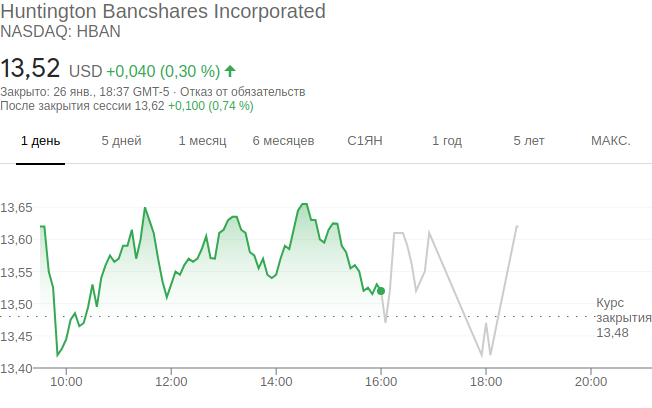 Huntington Bancshares Incorporated
NASDAQ: HBAN
13,52 USD +0,040 (0,30 %)
Закрыто: 26 янв., 18:37 GMT-5 · Отказ от обязательств
После закрытия сессии 13,62 +0,100 (0,74 %)
1 день 5 дней 1 месяц 6 месяцев С1ЯН 1 год 5 лет МАКС.
13,65
13,60
13,55
13,50
13,45
13,40
Курс
закрытия
13,48
10:00 12:00 14:00 16:00 18:00 20:00